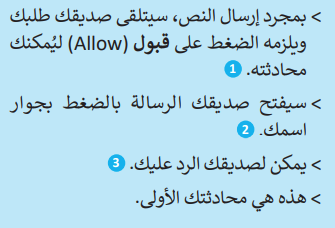 > بمجرد إرسال النص، سيتلقى صديقك طلبك
ويلزمه الضغط على قبول (Allow) ليُمكنك
محادثته. 1
> سيفتح صديقك الرسالة بالضغط بجوار
اسمك. 2
> يمكن لصديقك الرد عليك. 3
> هذه هي محادثتك الأولى.